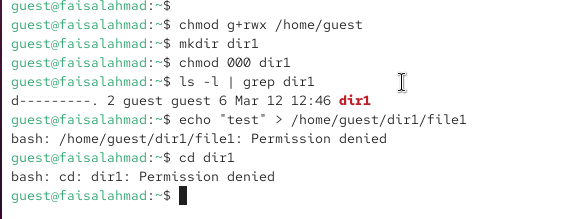 guest@faisalahmad:~$
guest@faisalahmad:~$ chmod g+rwx /home/guest
guest@faisalahmad:~$ mkdir dir1
guest@faisalahmad:~$ chmod 000 dir1
guest@faisalahmad:~$ ls -l | grep dir1
d---------. 2 guest guest 6 Mar 12 12:46 dir1
guest@faisalahmad:~$ echo "test" > /home/guest/dir1/file1
bash: /home/guest/dir1/file1: Permission denied
guest@faisalahmad:~$ cd dir1
bash: cd: dir1: Permission denied
guest@faisalahmad:~$